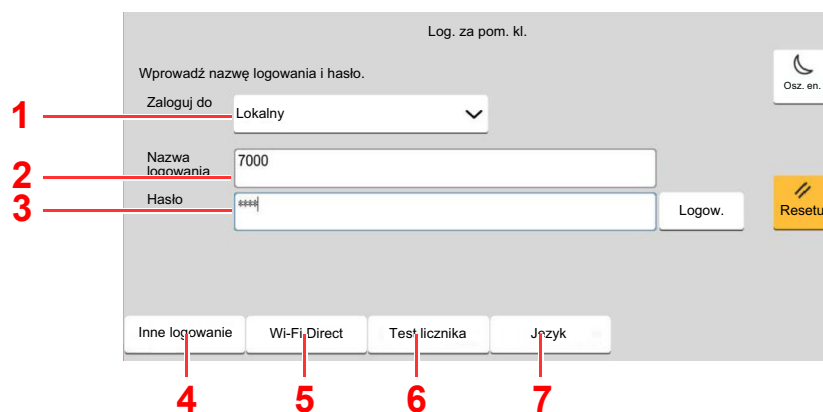 Log. za pom. kl.
Wprowadź nazwę logowania i hasło.
Osz. en.
Zaloguj do
1
Lokalny
Nazwa
logowania
2
7000
Hasło
3
****
Logow.
Resetu
Inne logowanie
Wi-Fi Direct
Test licznika
Język
4
5
6
7